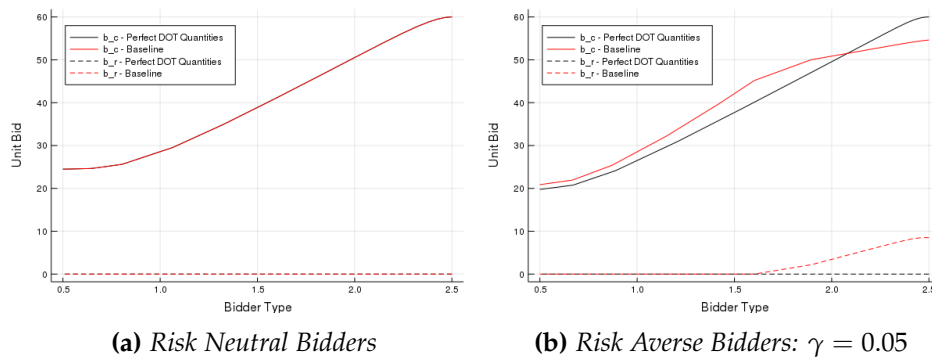 60
50
40
30
20
10
0
Unit Bid
b_c - Perfect DOT Quantities
b_c - Baseline
b_r - Perfect DOT Quantities
b_r - Baseline
0.5 1.0 1.5 2.0 2.5
Bidder Type
(a) Risk Neutral Bidders
60
50
40
30
20
10
0
Unit Bid
b_c - Perfect DOT Quantities
b_c - Baseline
b_r - Perfect DOT Quantities
b_r - Baseline
0.5 1.0 1.5 2.0 2.5
Bidder Type
(b) Risk Averse Bidders: γ = 0.05